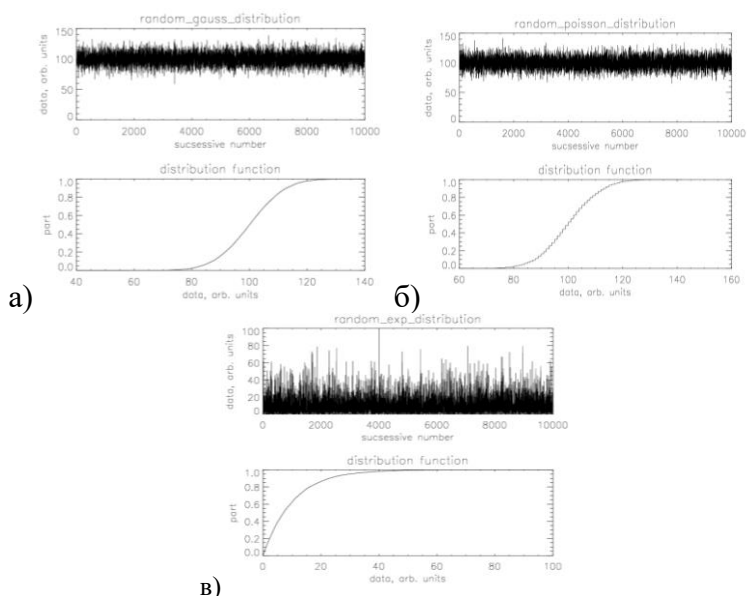 random_gauss_distribution
data, arb. units
150
100
50
0
0 2000 4000 6000 8000 10000
sucsessive number
distribution function
part
1.0
0.8
0.6
0.4
0.2
0.0
40 60 80 100 120 140
data, arb. units
а)
random_poisson_distribution
data, arb. units
150
100
50
0
0 2000 4000 6000 8000 10000
sucsessive number
distribution function
part
1.0
0.8
0.6
0.4
0.2
0.0
60 80 100 120 140 160
data, arb. units
б)
random_exp_distribution
data, arb. units
100
80
60
40
20
0
0 2000 4000 6000 8000 10000
sucsessive number
distribution function
part
1.0
0.8
0.6
0.4
0.2
0.0
0 20 40 60 80 100
data, arb. units
в)